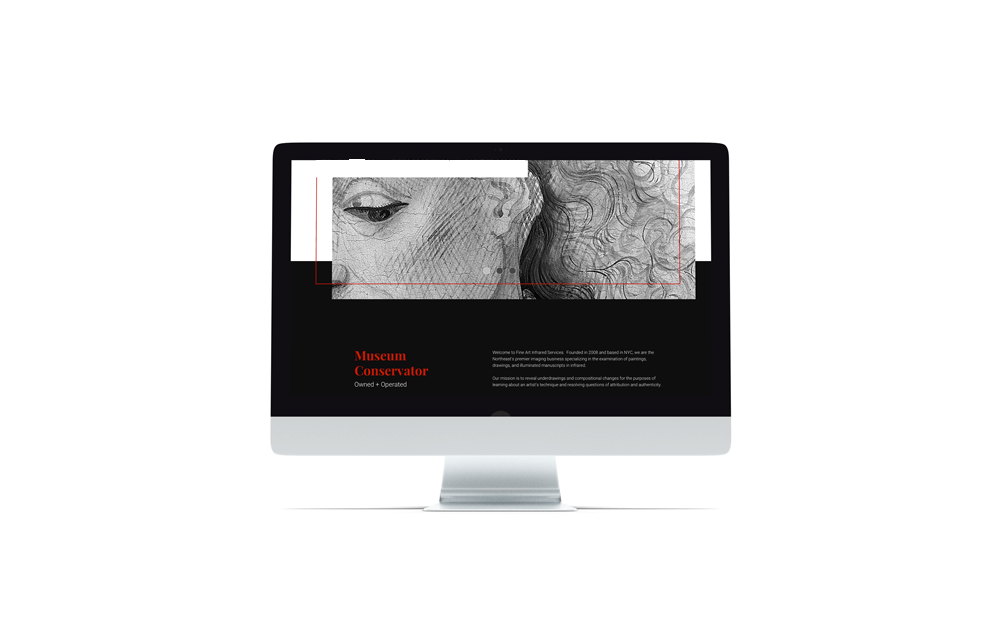 Museum
Conservator
Owned + Operated
Welcome to Fine Art Infrared Services. Founded in 2008 and based in NYC, we are the
Northeast's premier imaging business specializing in the examination of paintings,
drawings, and illuminated manuscripts in infrared.
Our mission is to reveal underdrawings and compositional changes for the purposes of
learning about an artist's technique and resolving questions of attribution and authenticity.